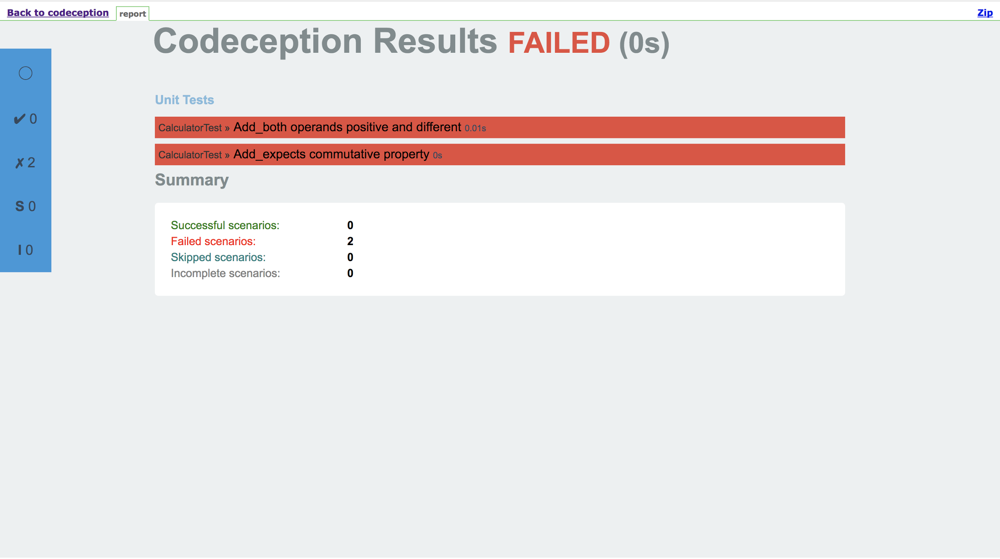 Back to codeception report Zip
Codeception Results FAILED (0s)
✔ 0
✗ 2
S 0
I 0
Unit Tests
CalculatorTest » Add_both operands positive and different 0.01s
CalculatorTest » Add_expects commutative property 0s
Summary
Successful scenarios: 0
Failed scenarios: 2
Skipped scenarios: 0
Incomplete scenarios: 0